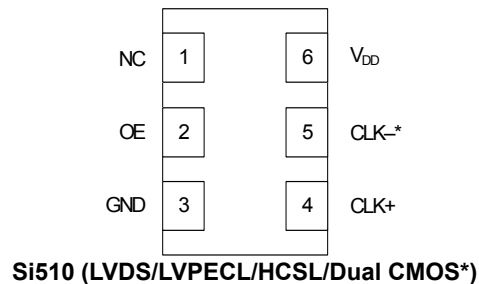 NC 1 6 VDD
OE 2 5 CLK–*
GND 3 4 CLK+
Si510 (LVDS/LVPECL/HCSL/Dual CMOS*)